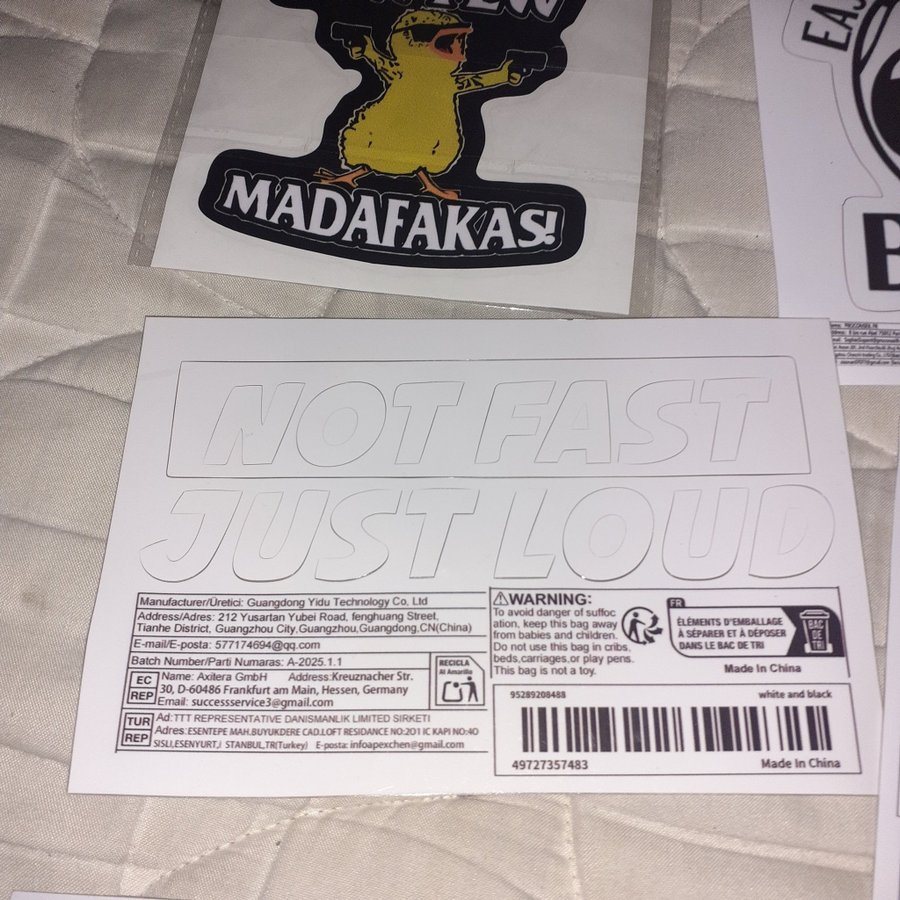 MADAFAKAS!
EAS
B
NOT FAST
JUST LOUD
Manufacturer/Üretici: Guangdong Yidu Technology Co, Ltd
Address/Adres: 212 Yusartan Yubei Road, fenghuang Street,
Tianhe District, Guangzhou City,Guangzhou,Guangdong,CN(China)
E-mail/E-posta: 577174694@qq.com
Batch Number/Parti Numaras: A-2025.1.1
EC
REP
Name: Axitera GmbH Address:Kreuznacher Str.
30, D-60486 Frankfurt am Main, Hessen, Germany
Email: successservice3@gmail.com
RECICLA
Al Amarillo
TUR
REP
Ad:TTT REPRESENTATIVE DANISMANLIK LIMITED SIRKETI
Adres: ESENTEPE MAH.BUYUKDERE CAD.LOFT RESIDANCE NO:201 IC KAPI NO:40
SISLI,ESENYURT,i STANBUL,TR(Turkey) E-posta: infoapexchen@gmail.com
WARNING:
To avoid danger of suffoc
ation, keep this bag away
from babies and children.
Do not use this bag in cribs,
beds,carriages,or play pens.
This bag is not a toy.
FR
ÉLÉMENTS D'EMBALLAGE
À SÉPARER ET À DÉPOSER
DANS LE BAC DE TRI
BAC
DE
TRI
Made In China
95289208488 white and black
49727357483 Made In China